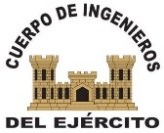 CUERPO DE INGENIEROS
DEL EJÉRCITO